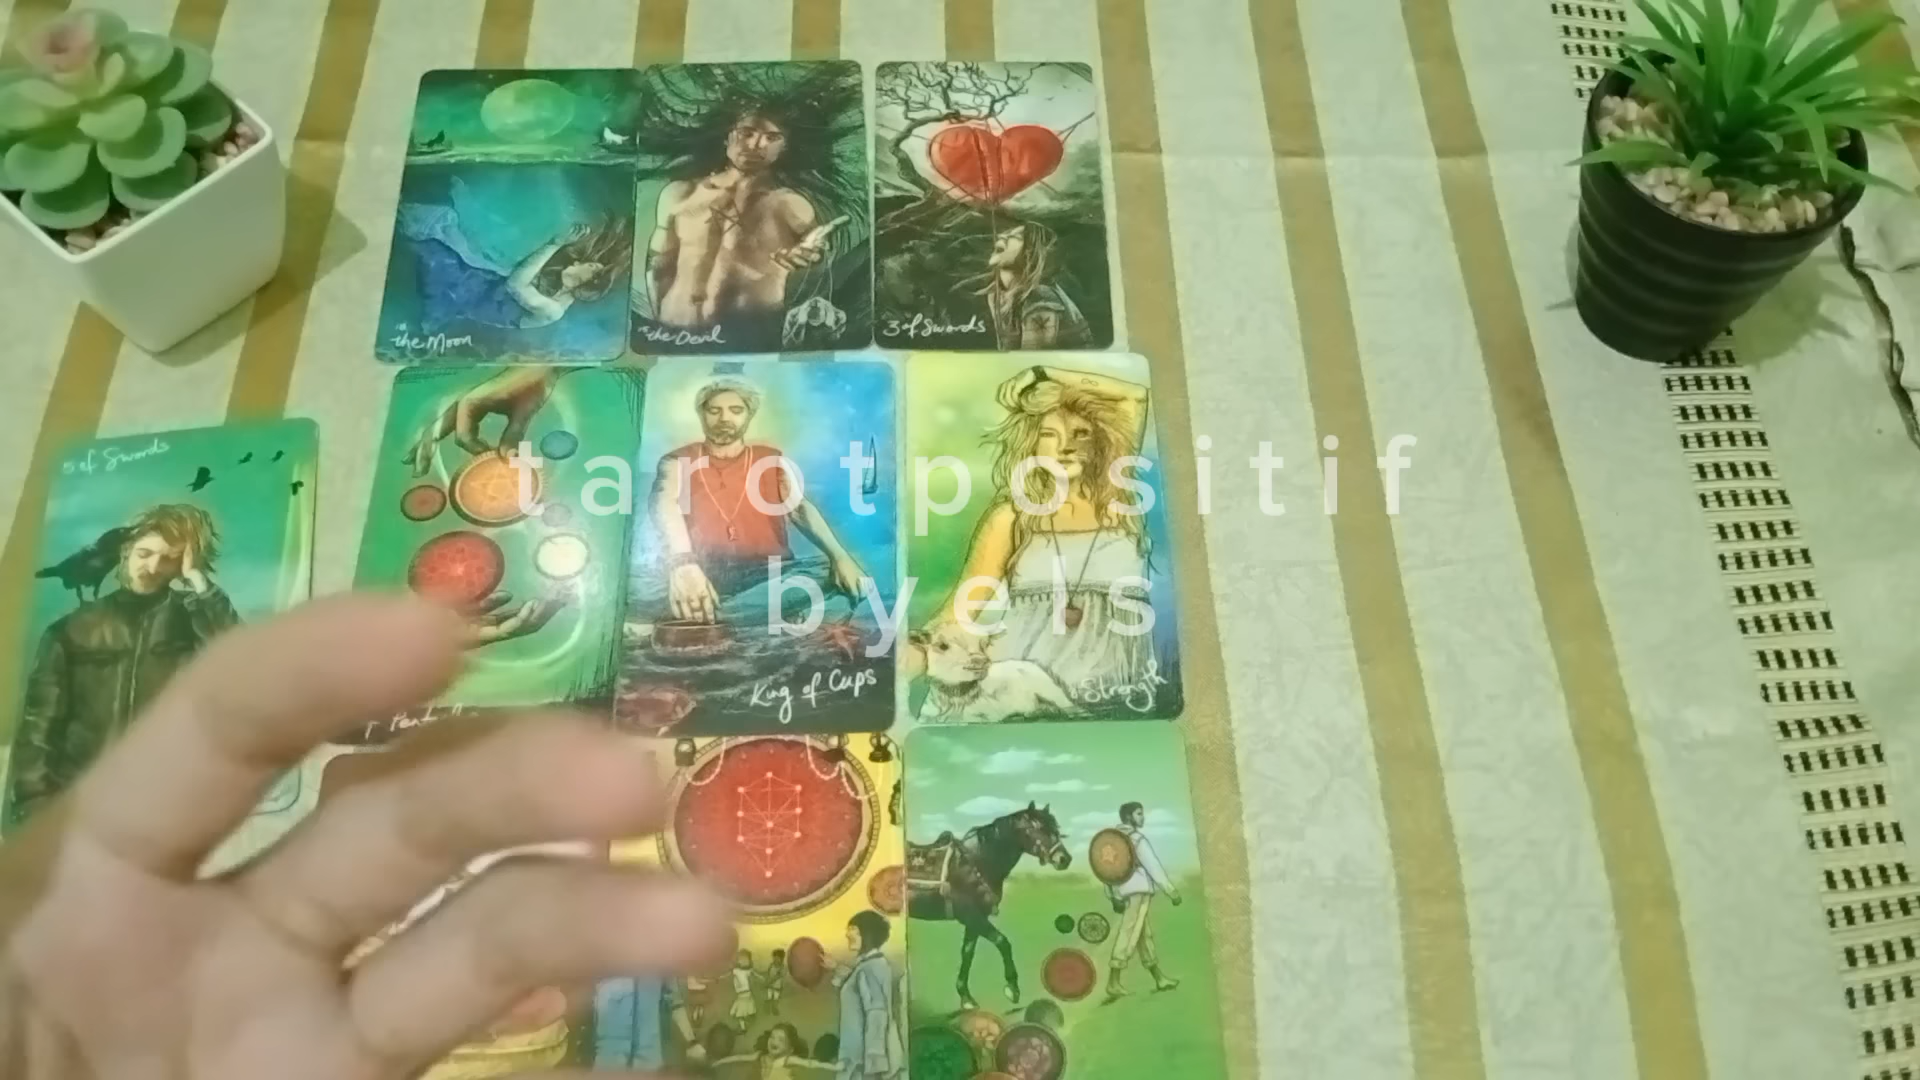 the Moon
the Devil
3 of Swords
5 of Swords
tarotpositif
byels
King of Cups
Strength